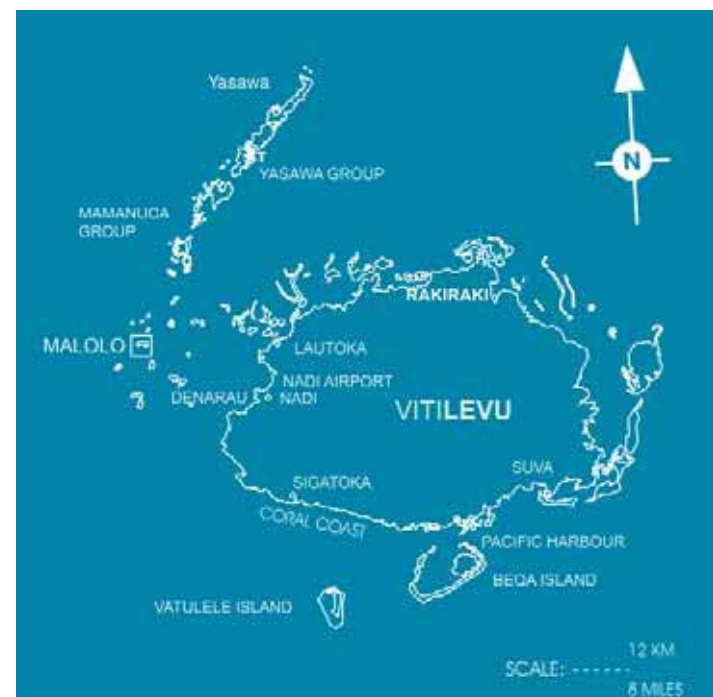 Yasawa
N
YASAWA GROUP
MAMANUCA
GROUP
RAKIRAKI
MALOLO
LAUTOKA
NADI AIRPORT
DENARAU
NADI
VITILEVU
SUVA
SIGATOKA
CORAL COAST
PACIFIC HARBOUR
BEQA ISLAND
VATULELE ISLAND
12 KM
SCALE: ------
8 MILES